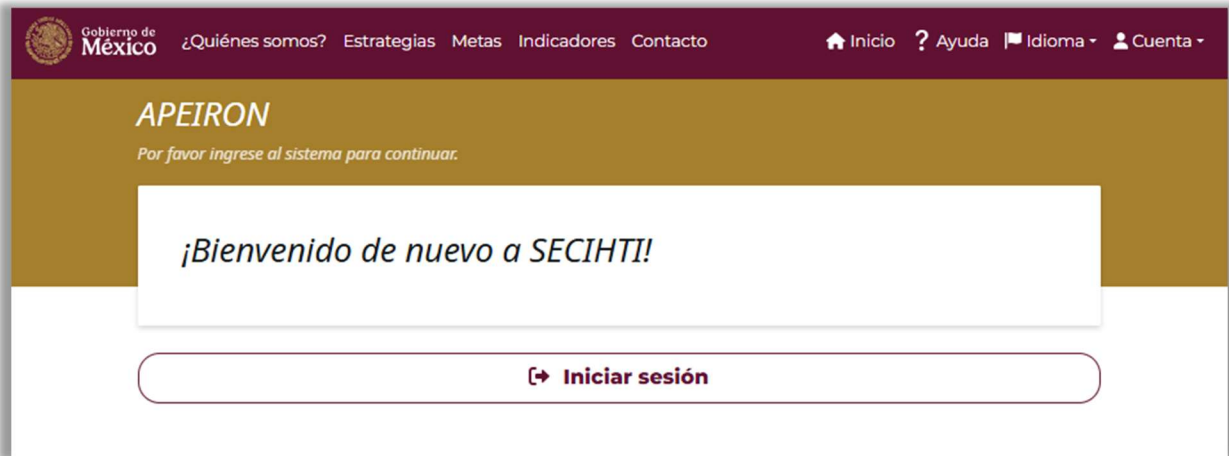 Gobierno de
México
¿Quiénes somos? Estrategias Metas Indicadores Contacto Inicio ? Ayuda Idioma Cuenta
APEIRON
Por favor ingrese al sistema para continuar.
¡Bienvenido de nuevo a SECIHTI!
Iniciar sesión